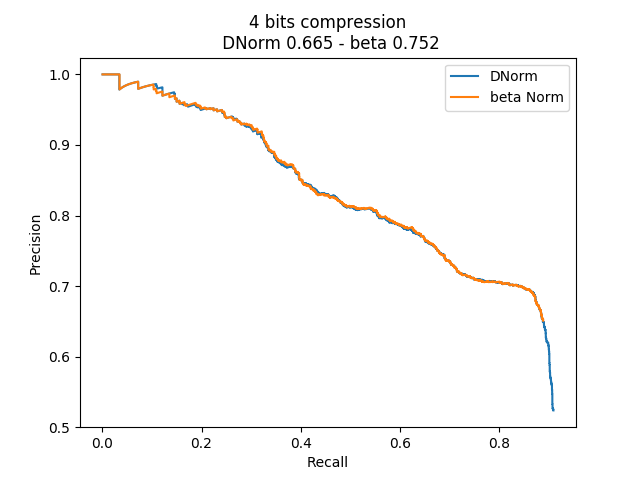 4 bits compression
DNorm 0.665 - beta 0.752
DNorm
beta Norm
Precision
1.0
0.9
0.8
0.7
0.6
0.5
0.0 0.2 0.4 0.6 0.8
Recall